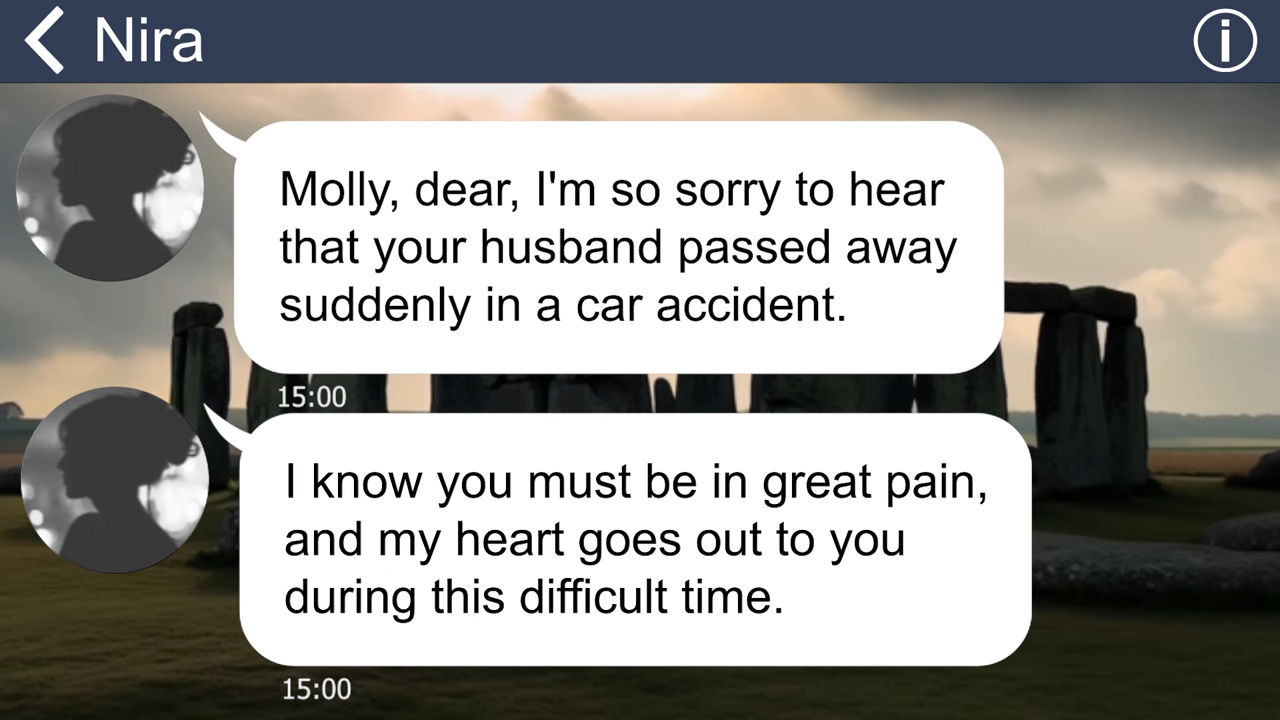 Nira
Molly, dear, I'm so sorry to hear
that your husband passed away
suddenly in a car accident.
15:00
I know you must be in great pain,
and my heart goes out to you
during this difficult time.
15:00